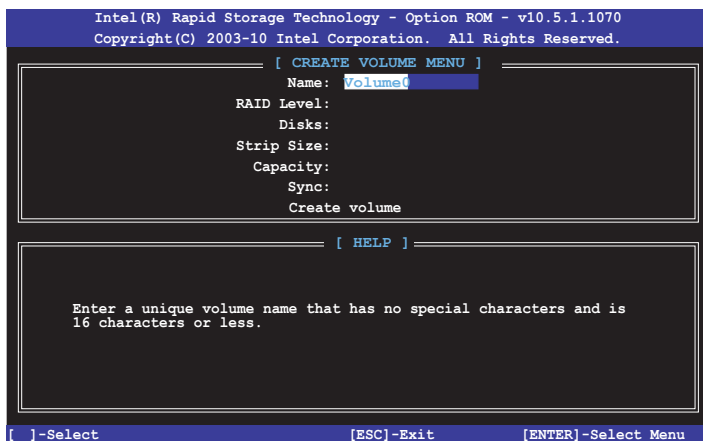 Intel(R) Rapid Storage Technology - Option ROM - v10.5.1.1070
Copyright(C) 2003-10 Intel Corporation. All Rights Reserved.
[ CREATE VOLUME MENU ]
Name: Volume0
RAID Level:
Disks:
Strip Size:
Capacity:
Sync:
Create volume
[ HELP ]
Enter a unique volume name that has no special characters and is
16 characters or less.
[ ]-Select [ESC]-Exit [ENTER]-Select Menu